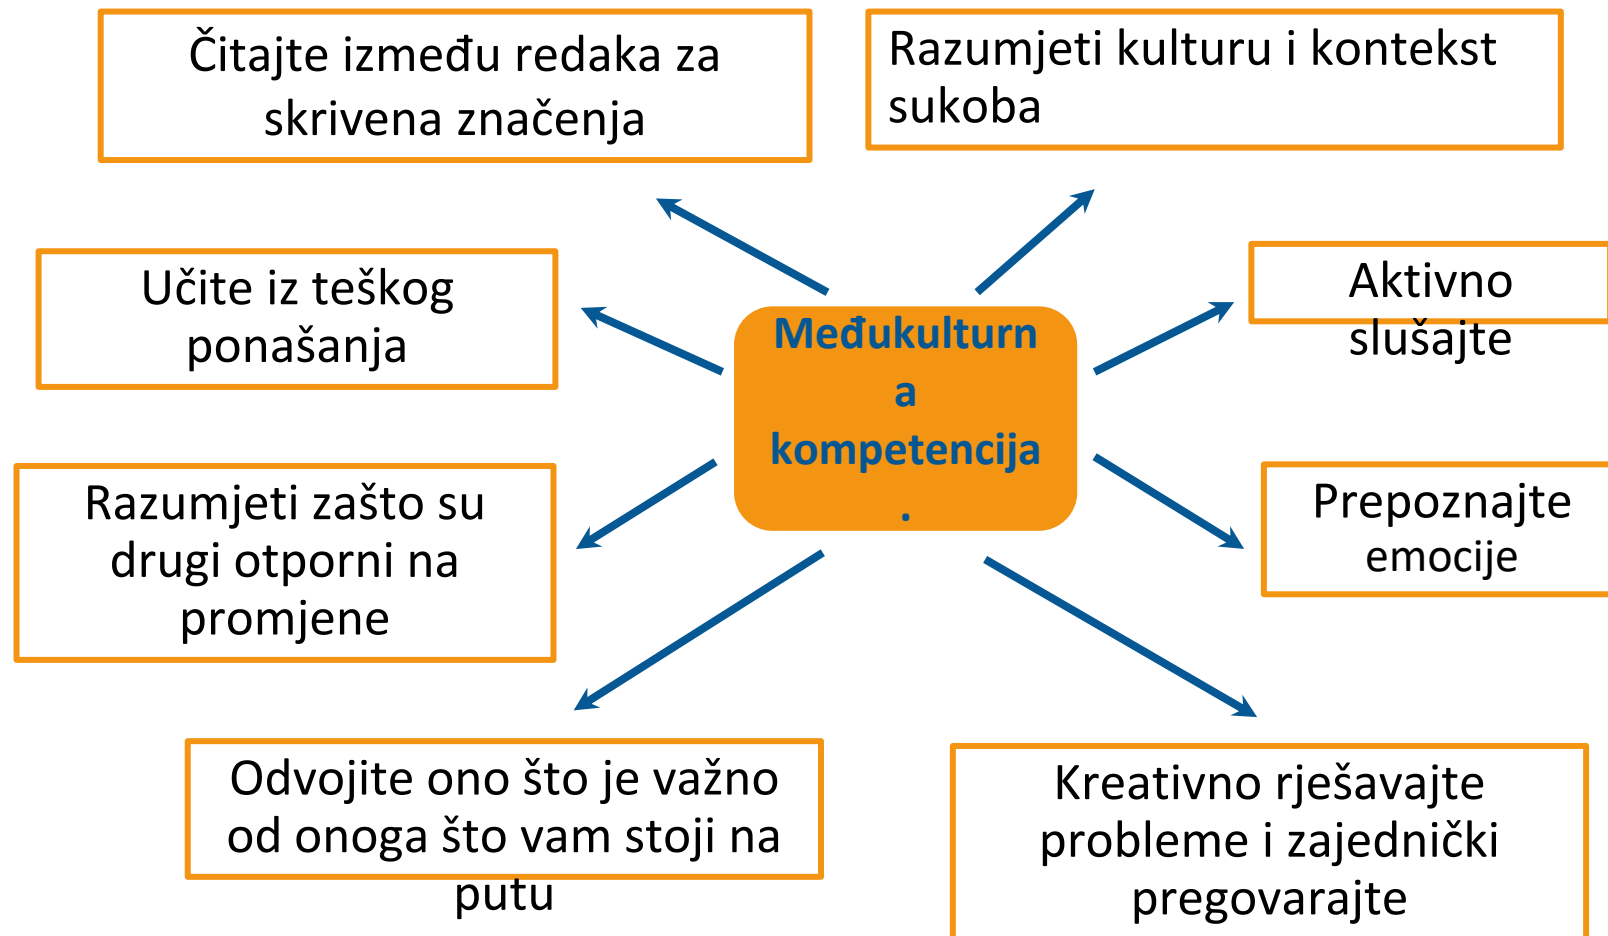 Čitajte između redaka za
skrivena značenja
Razumjeti kulturu i kontekst
sukoba
Učite iz teškog
ponašanja
Međukulturn
a
kompetencija
.
Aktivno
slušajte
Razumjeti zašto su
drugi otporni na
promjene
Prepoznajte
emocije
Odvojite ono što je važno
od onoga što vam stoji na
putu
Kreativno rješavajte
probleme i zajednički
pregovarajte